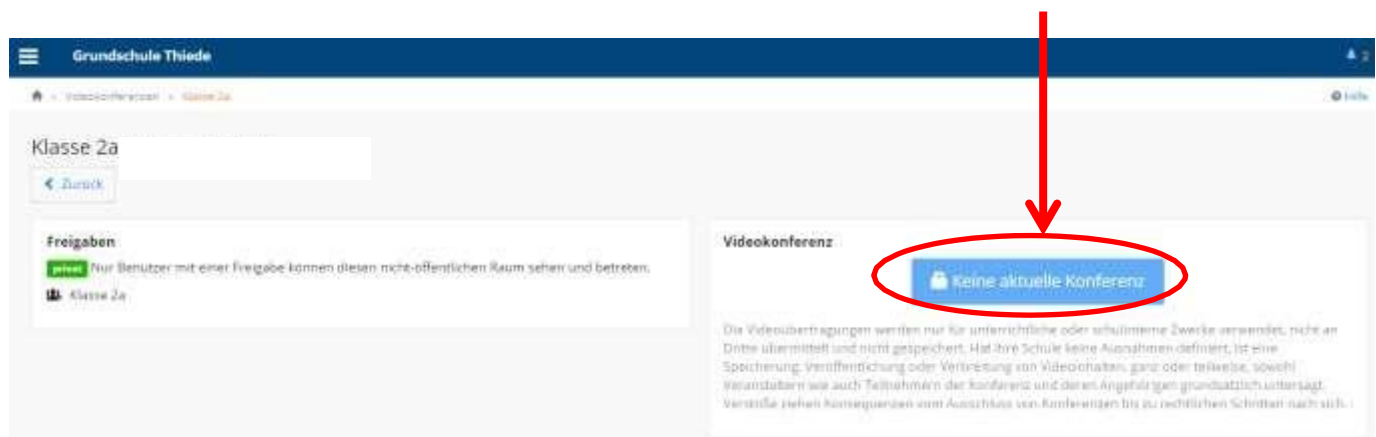 Grundschule Thiede
2
Videokonferenzen Klasse 2a
Hilfe
Klasse 2a
Zurück
Freigaben
privat Nur Benutzer mit einer Freigabe können diesen nicht-öffentlichen Raum sehen und betreten.
Klasse 2a
Videokonferenz
Keine aktuelle Konferenz
Die Videoübertragungen werden nur für unterrichtliche oder schulinterne Zwecke verwendet, nicht an
Dritte übermittelt und nicht gespeichert. Hat Ihre Schule keine Ausnahmen definiert, ist eine
Speicherung, Veröffentlichung oder Verbreitung von Videoinhalten, ganz oder teilweise, sowohl
Veranstaltern wie auch Teilnehmern der Konferenz und deren Angehörigen grundsätzlich untersagt.
Verstöße ziehen Konsequenzen vom Ausschluss von Konferenzen bis zu rechtlichen Schritten nach sich.